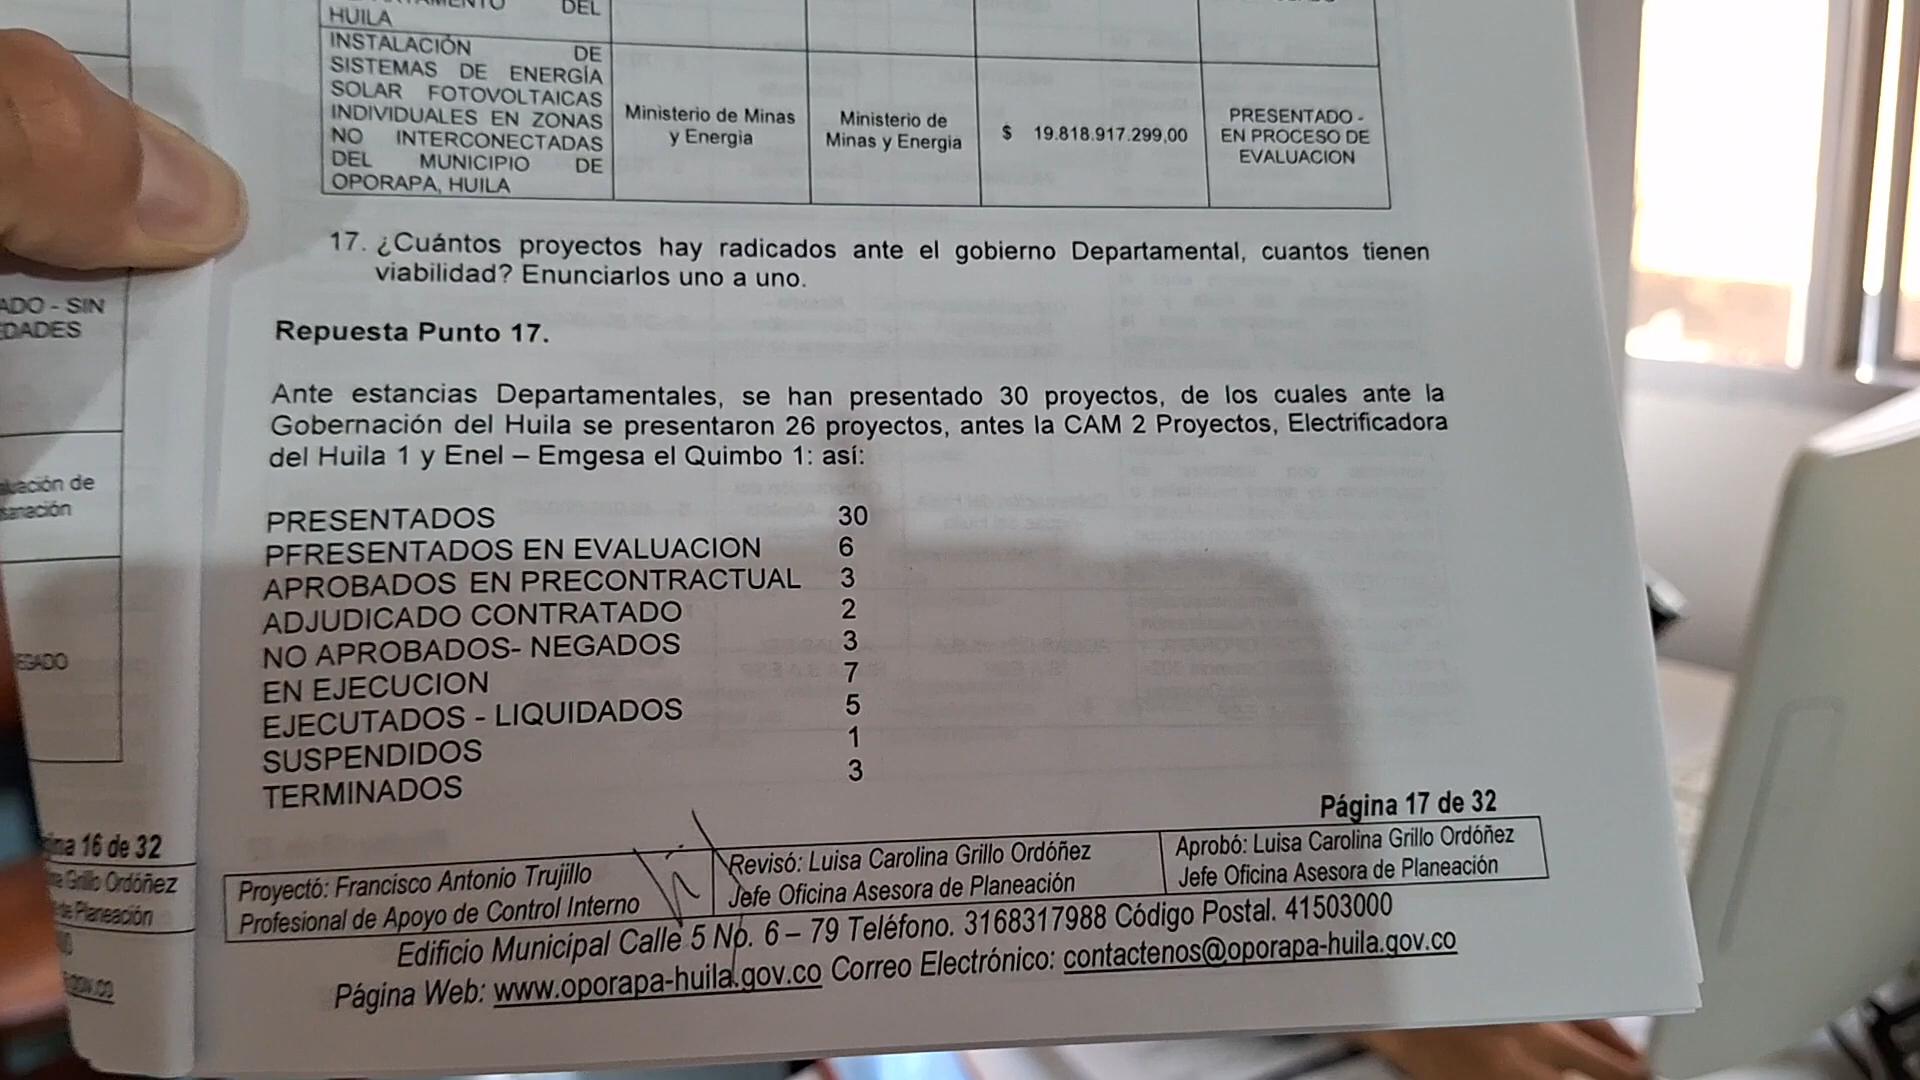 DEL
HUILA
INSTALACIÓN DE
SISTEMAS DE ENERGÍA
SOLAR FOTOVOLTAICAS
INDIVIDUALES EN ZONAS
NO INTERCONECTADAS
DEL MUNICIPIO DE
OPORAPA, HUILA
Ministerio de Minas
y Energia
Ministerio de
Minas y Energia
$ 19.818.917.299,00
PRESENTADO -
EN PROCESO DE
EVALUACION
17. ¿Cuántos proyectos hay radicados ante el gobierno Departamental, cuantos tienen
viabilidad? Enunciarlos uno a uno.
Repuesta Punto 17.
Ante estancias Departamentales, se han presentado 30 proyectos, de los cuales ante la
Gobernación del Huila se presentaron 26 proyectos, antes la CAM 2 Proyectos, Electrificadora
del Huila 1 y Enel – Emgesa el Quimbo 1: así:
PRESENTADOS 30
PFRESENTADOS EN EVALUACION 6
APROBADOS EN PRECONTRACTUAL 3
ADJUDICADO CONTRATADO 2
NO APROBADOS- NEGADOS 3
EN EJECUCION 7
EJECUTADOS - LIQUIDADOS 5
SUSPENDIDOS 1
TERMINADOS 3
Página 17 de 32
Proyectó: Francisco Antonio Trujillo
Profesional de Apoyo de Control Interno
Revisó: Luisa Carolina Grillo Ordóñez
Jefe Oficina Asesora de Planeación
Aprobó: Luisa Carolina Grillo Ordóñez
Jefe Oficina Asesora de Planeación
Edificio Municipal Calle 5 No. 6 – 79 Teléfono. 3168317988 Código Postal. 41503000
Página Web: www.oporapa-huila.gov.co Correo Electrónico: contactenos@oporapa-huila.gov.co
- SIN
de
16 de 32
Grillo Ordóñez
Planeación